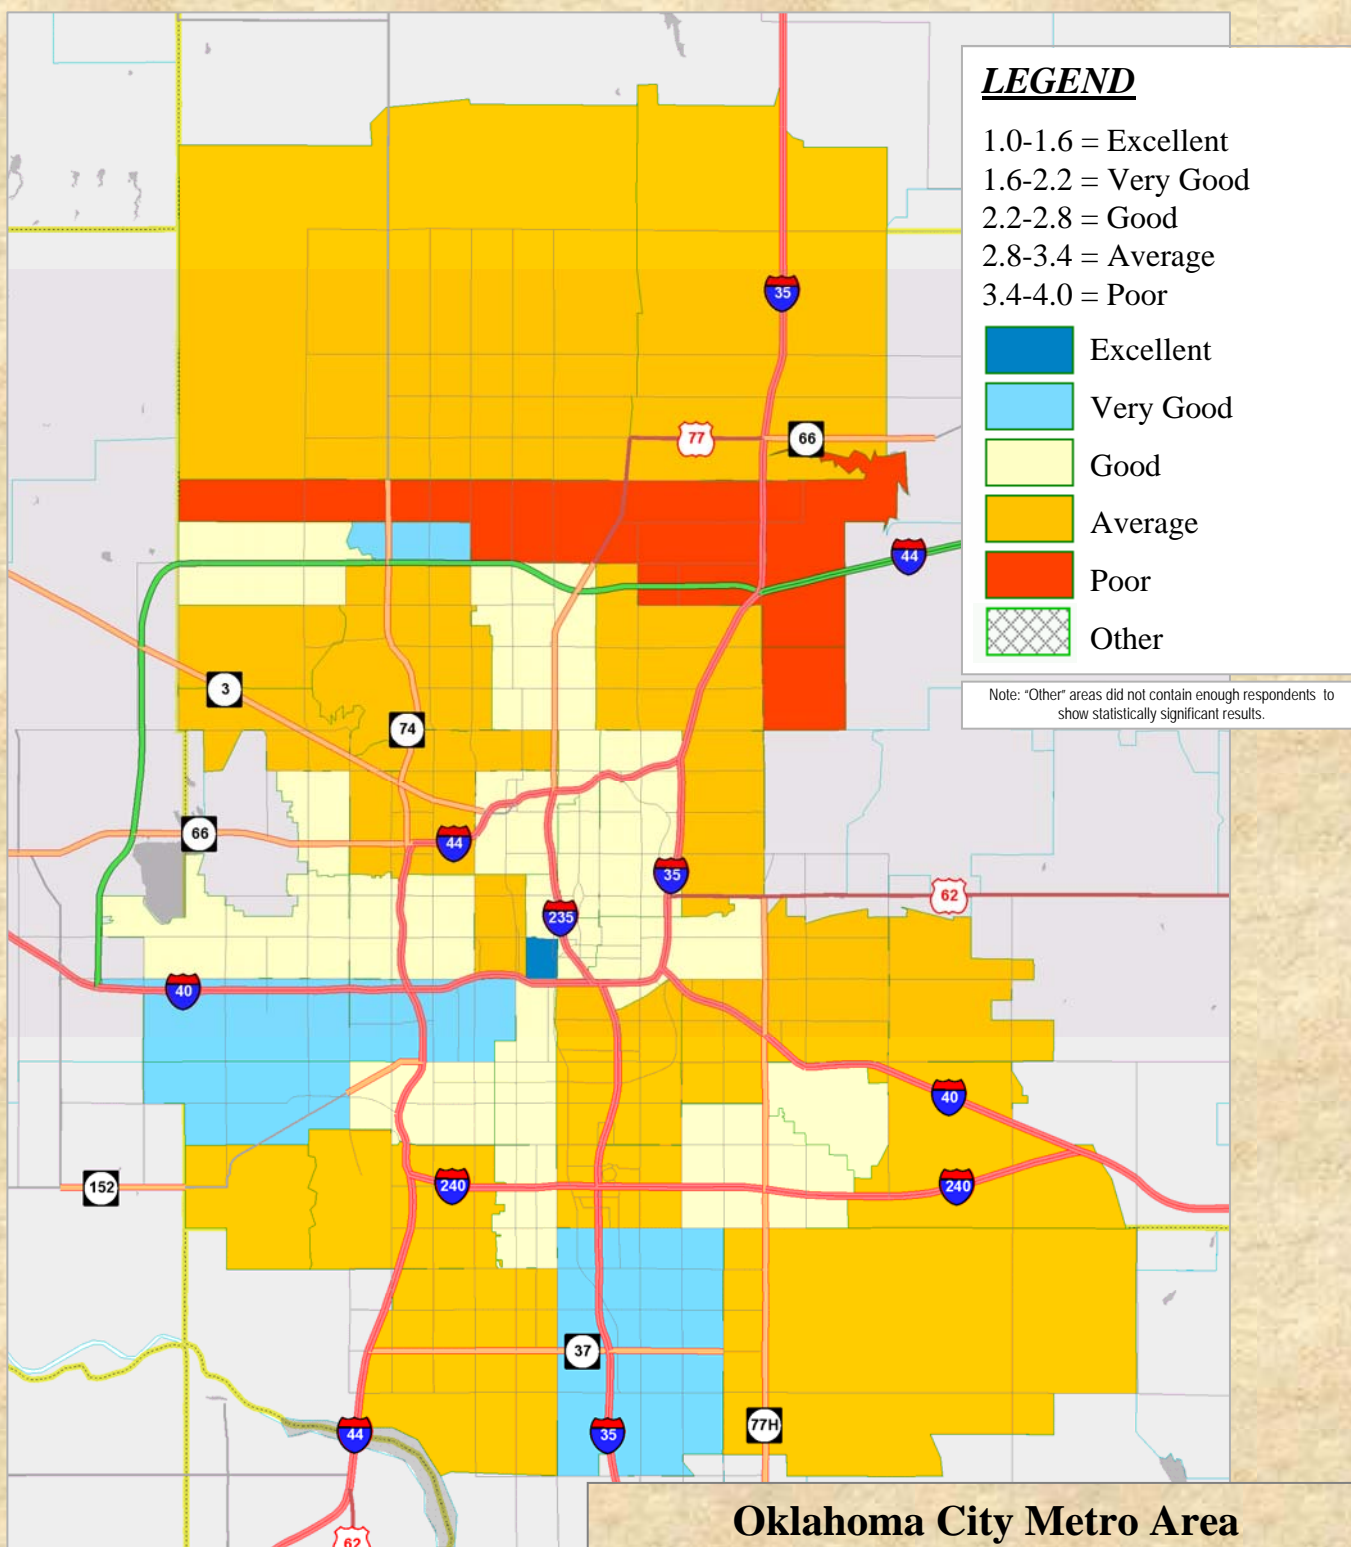 LEGEND
1.0-1.6 = Excellent
1.6-2.2 = Very Good
2.2-2.8 = Good
2.8-3.4 = Average
3.4-4.0 = Poor
Excellent
Very Good
Good
Average
Poor
Other
Note: “Other” areas did not contain enough respondents to
show statistically significant results.
35
77
66
44
3
74
66
44
35
62
235
40
40
152
240
240
37
77H
44
35
62
Oklahoma City Metro Area